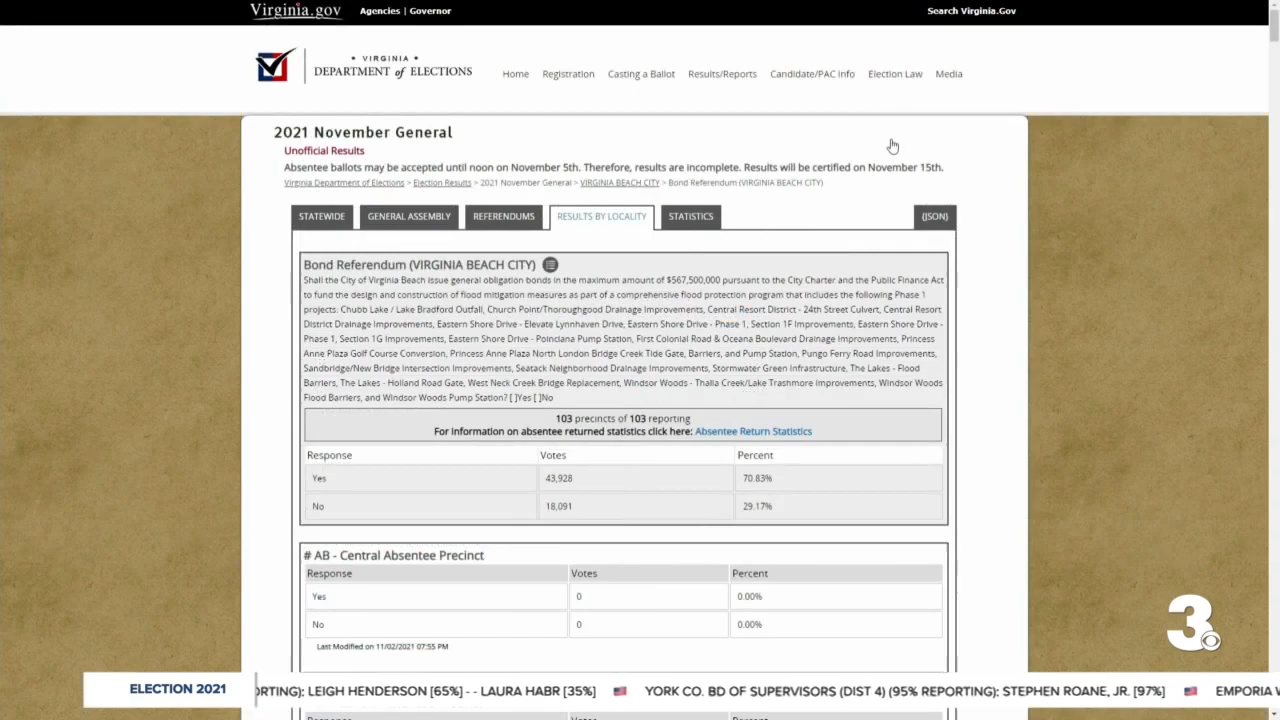 Virginia.gov Agencies | Governor Search Virginia.Gov
• VIRGINIA •
DEPARTMENT of ELECTIONS
Home Registration Casting a Ballot Results/Reports Candidate/PAC Info Election Law Media
2021 November General
Unofficial Results
Absentee ballots may be accepted until noon on November 5th. Therefore, results are incomplete. Results will be certified on November 15th.
Virginia Department of Elections > Election Results > 2021 November General > VIRGINIA BEACH CITY > Bond Referendum (VIRGINIA BEACH CITY)
STATEWIDE GENERAL ASSEMBLY REFERENDUMS RESULTS BY LOCALITY STATISTICS (JSON)
Bond Referendum (VIRGINIA BEACH CITY)
Shall the City of Virginia Beach issue general obligation bonds in the maximum amount of $567,500,000 pursuant to the City Charter and the Public Finance Act
to fund the design and construction of flood mitigation measures as part of a comprehensive flood protection program that includes the following Phase 1
projects: Chubb Lake / Lake Bradford Outfall, Church Point/Thoroughgood Drainage Improvements, Central Resort District - 24th Street Culvert, Central Resort
District Drainage Improvements, Eastern Shore Drive - Elevate Lynnhaven Drive, Eastern Shore Drive - Phase 1, Section 1F Improvements, Eastern Shore Drive -
Phase 1, Section 1G Improvements, Eastern Shore Drive - Poinciana Pump Station, First Colonial Road & Oceana Boulevard Drainage Improvements, Princess
Anne Plaza Golf Course Conversion, Princess Anne Plaza North London Bridge Creek Tide Gate, Barriers, and Pump Station, Pungo Ferry Road Improvements,
Sandbridge/New Bridge Intersection Improvements, Seatack Neighborhood Drainage Improvements, Stormwater Green Infrastructure, The Lakes - Flood
Barriers, The Lakes - Holland Road Gate, West Neck Creek Bridge Replacement, Windsor Woods - Thalia Creek/Lake Trashmore Improvements, Windsor Woods
Flood Barriers, and Windsor Woods Pump Station? [ ]Yes [ ]No
103 precincts of 103 reporting
For information on absentee returned statistics click here: Absentee Return Statistics
Response Votes Percent
Yes 43,928 70.83%
No 18,091 29.17%
# AB - Central Absentee Precinct
Response Votes Percent
Yes 0 0.00%
No 0 0.00%
Last Modified on 11/02/2021 07:55 PM
3
ELECTION 2021 ORTING): LEIGH HENDERSON [65%] - - LAURA HABR [35%] YORK CO. BD OF SUPERVISORS (DIST 4) (95% REPORTING): STEPHEN ROANE, JR. [97%] EMPORIA